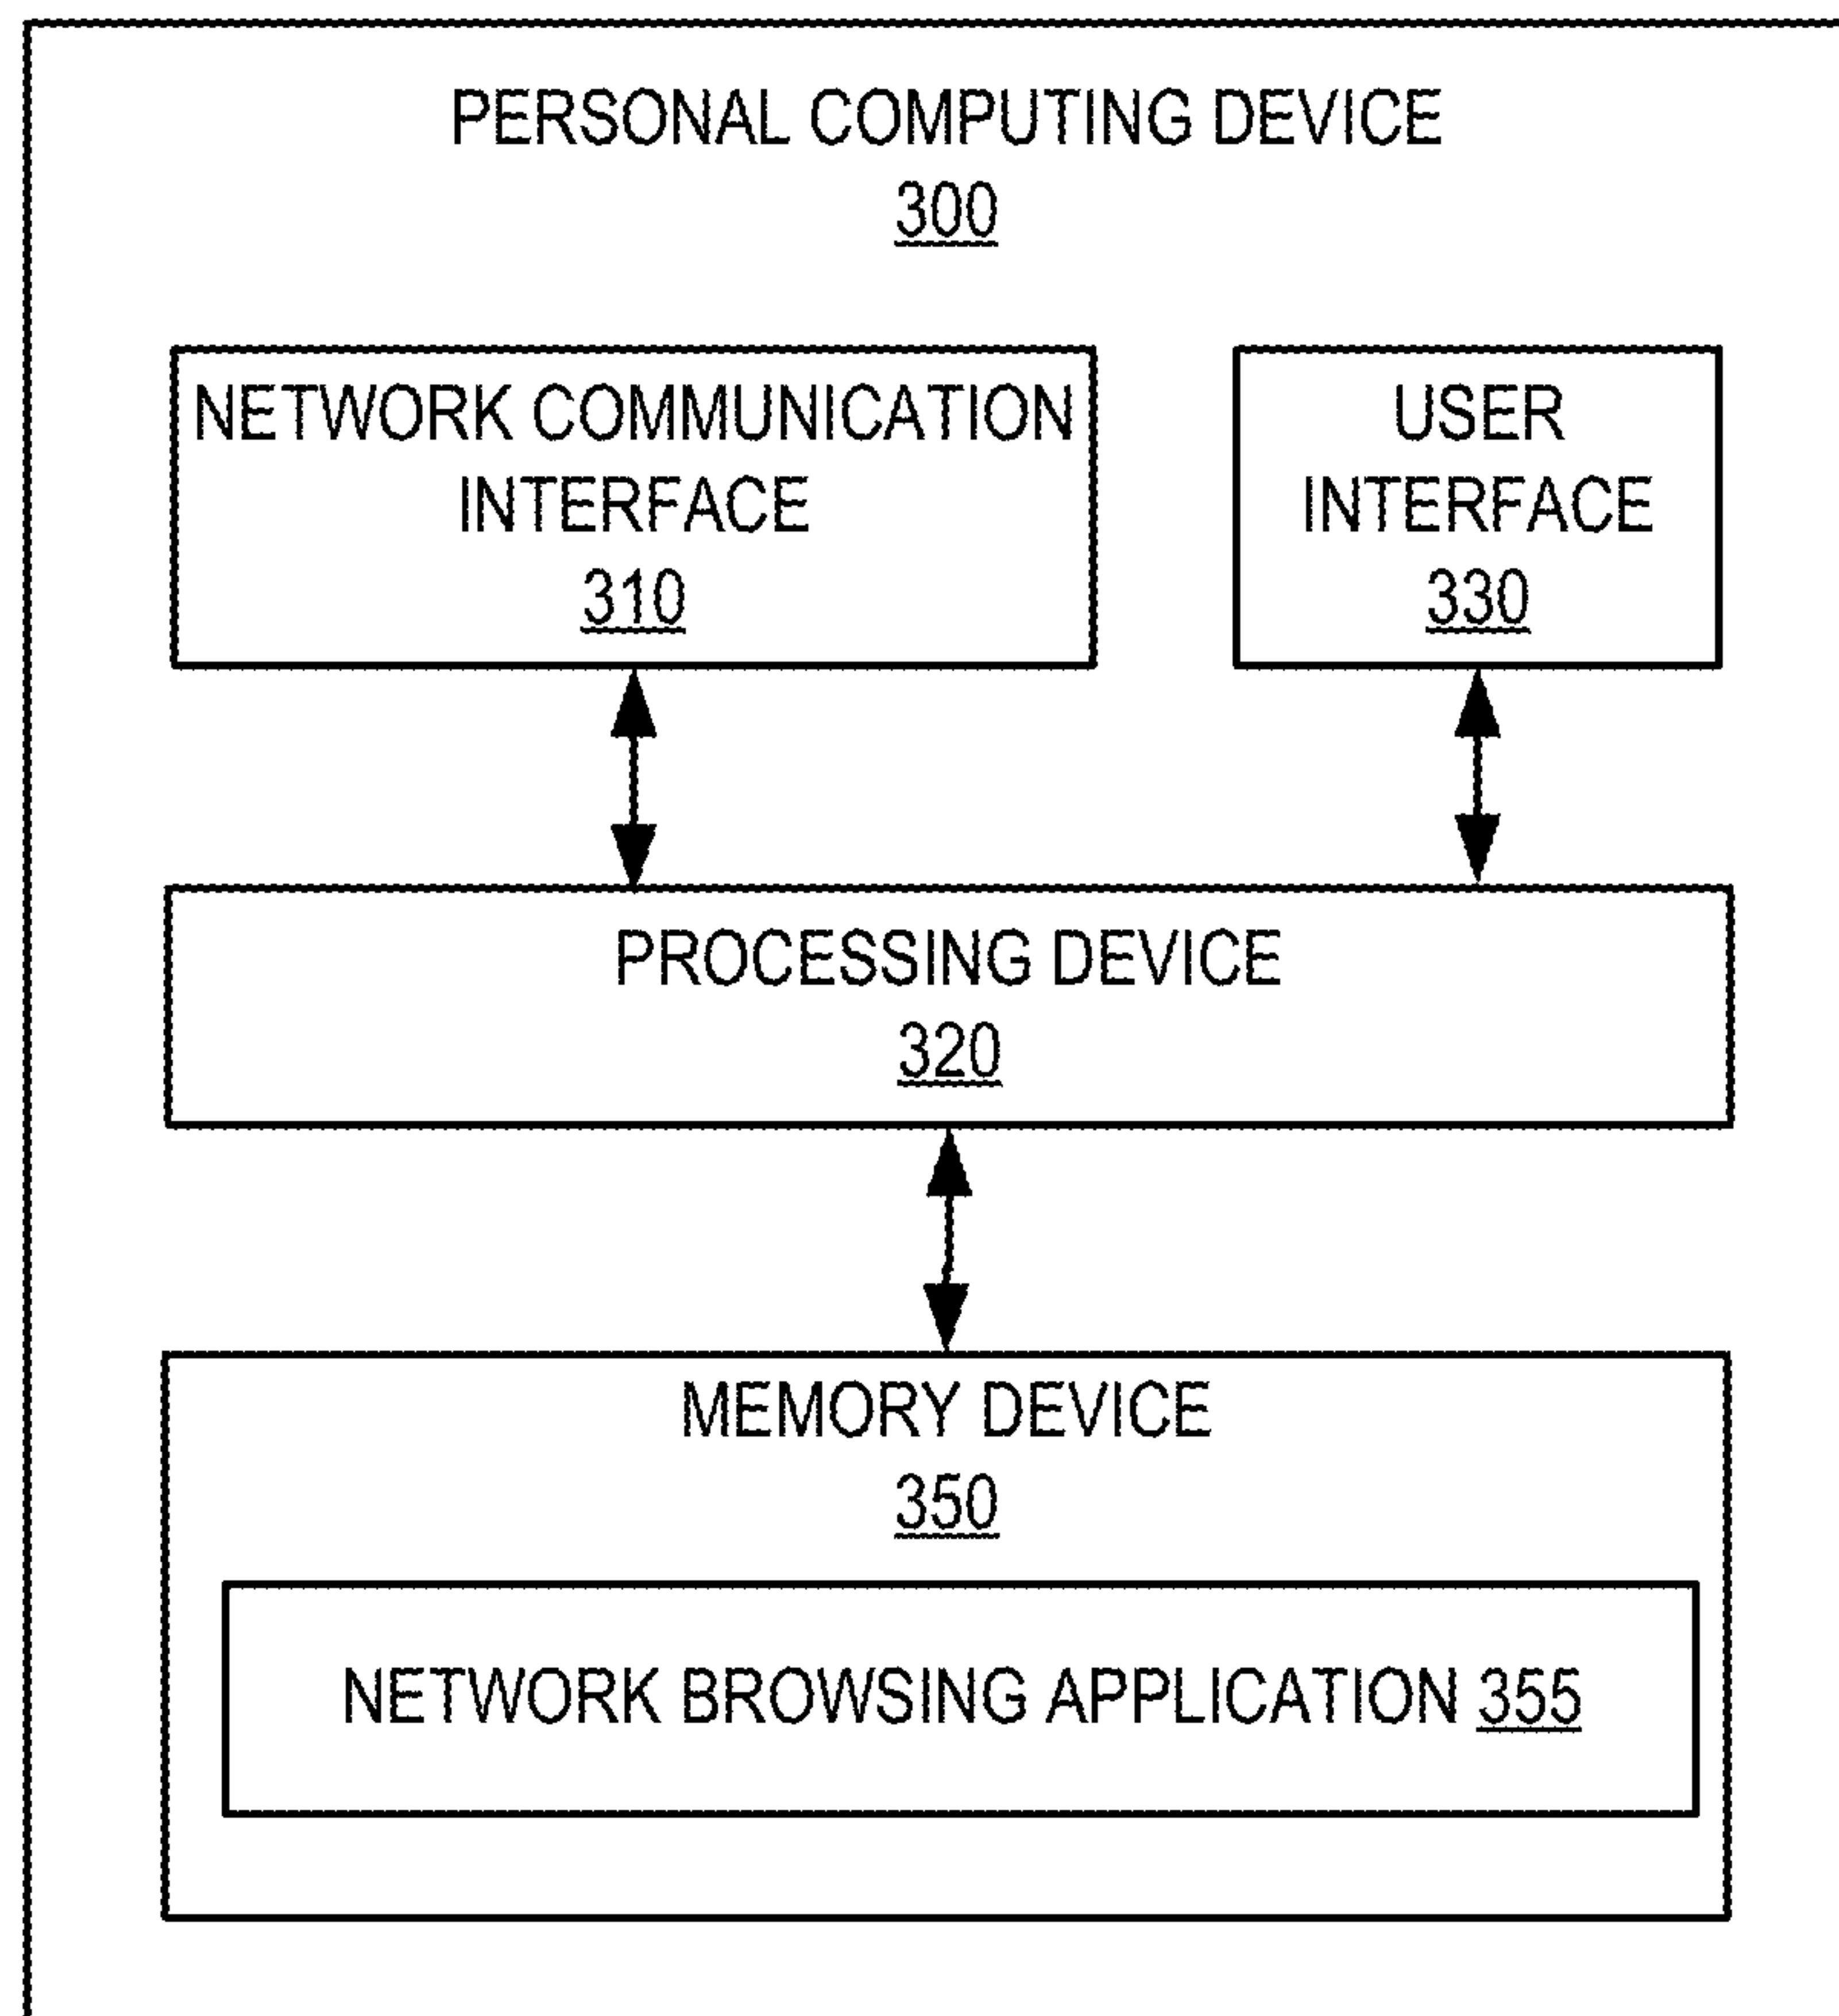 PERSONAL COMPUTING DEVICE
300
NETWORK COMMUNICATION
INTERFACE
310
USER
INTERFACE
330
PROCESSING DEVICE
320
MEMORY DEVICE
350
NETWORK BROWSING APPLICATION 355